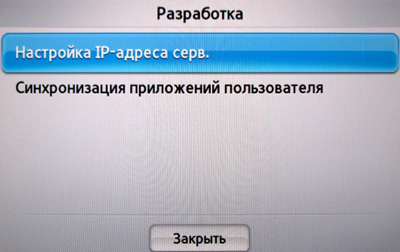 Разработка
Настройка IP-адреса серв.
Синхронизация приложений пользователя
Закрыть